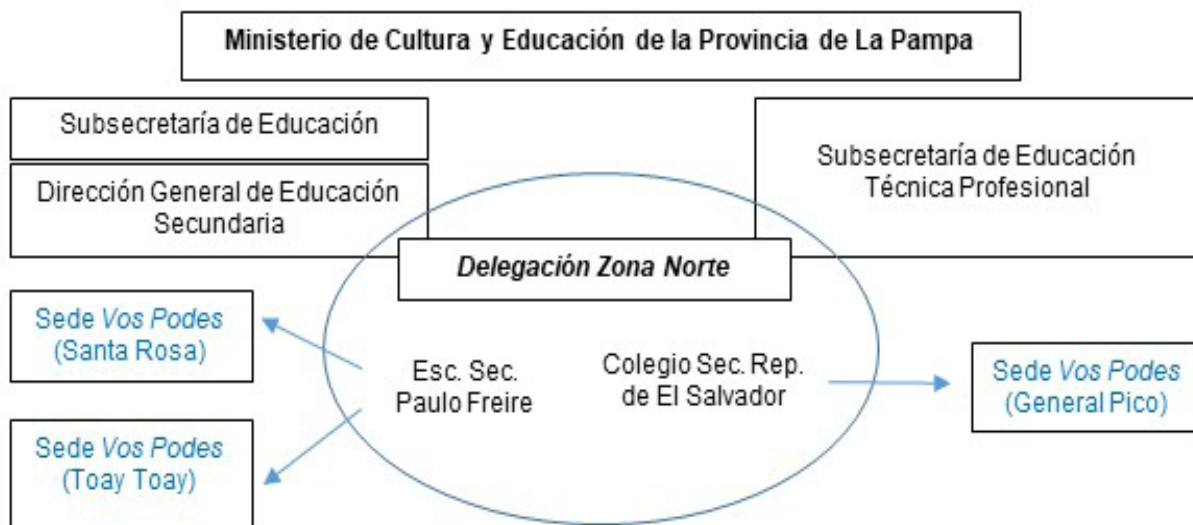 Ministerio de Cultura y Educación de la Provincia de La Pampa
Subsecretaría de Educación
Dirección General de Educación
Secundaria
Subsecretaría de Educación
Técnica Profesional
Delegación Zona Norte
Sede Vos Podes
(Santa Rosa)
Esc. Sec.
Paulo Freire
Colegio Sec. Rep.
de El Salvador
Sede Vos Podes
(General Pico)
Sede Vos Podes
(Toay Toay)